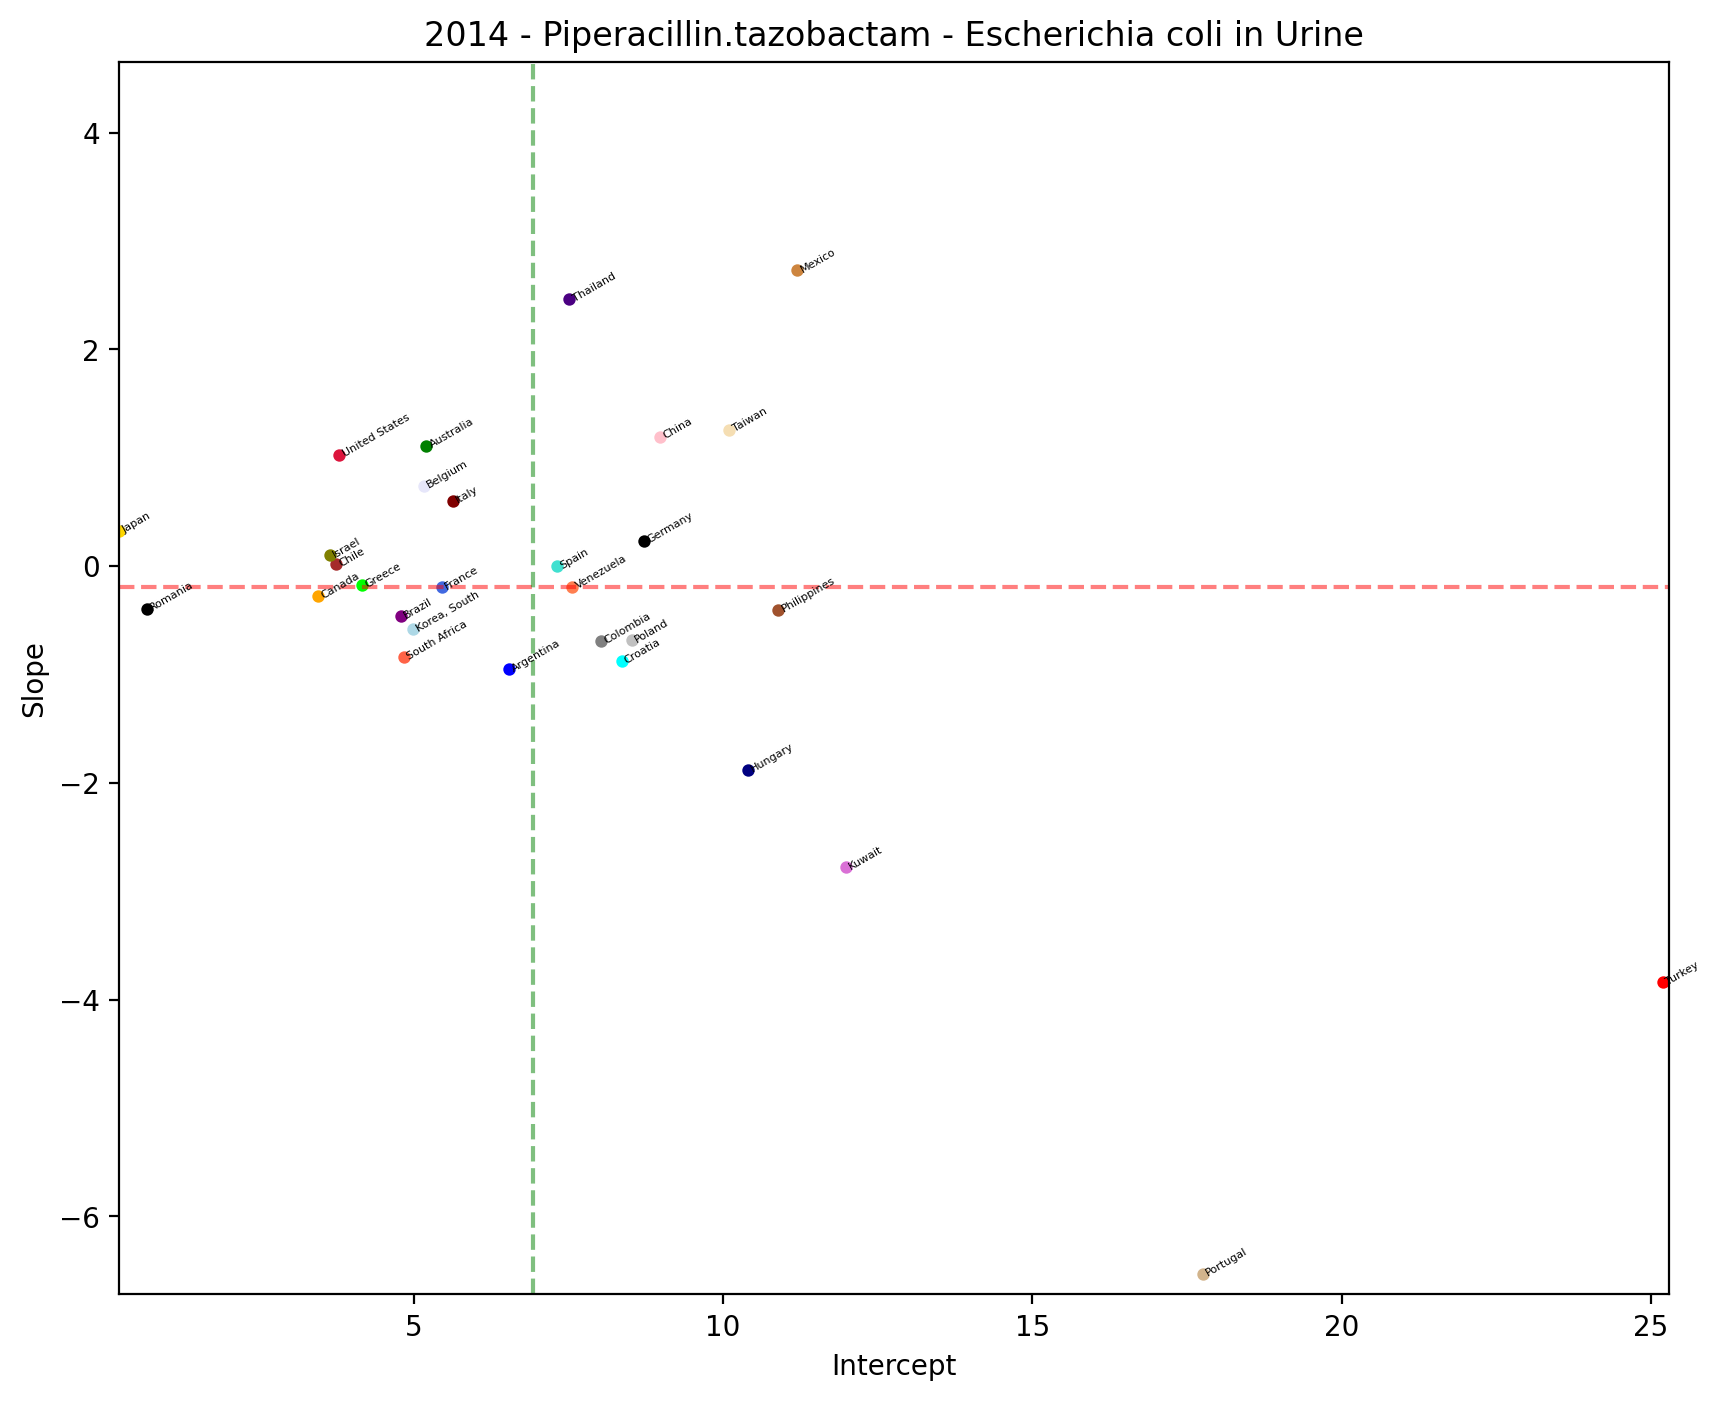 2014 - Piperacillin.tazobactam - Escherichia coli in Urine
4
Mexico
Thailand
2
United States
Australia
China
Taiwan
Belgium
Italy
Japan
Germany
Israel
Chile
Spain
0
Canada
Greece
France
Venezuela
Romania
Brazil
Korea, South
Philippines
South Africa
Colombia
Poland
Croatia
Argentina
Slope
Hungary
−2
Kuwait
Turkey
−4
−6
Portugal
5
10
15
20
25
Intercept